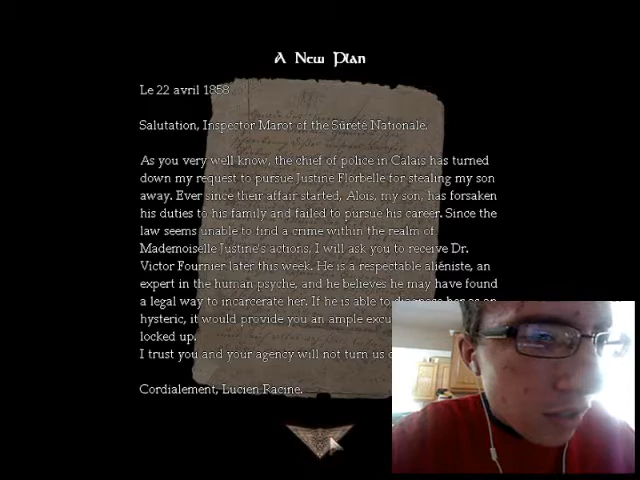 A New Plan
Le 22 avril 1858
Salutation, Inspector Marot of the Sûreté Nationale.
As you very well know, the chief of police in Calais has turned
down my request to pursue Justine Florbelle for stealing my son
away. Ever since their affair started, Alois, my son, has forsaken
his duties to his family and failed to pursue his career. Since the
law seems unable to find a crime within the realm of
Mademoiselle Justine's actions, I will ask you to receive Dr.
Victor Fournier later this week. He is a respectable aliéniste, an
expert in the human psyche, and he believes he may have found
a legal way to incarcerate her. If he is able to diagnose her as an
hysteric, it would provide you an ample
locked up.
I trust you and your agency will not turn us
Cordialement, Lucien Racine.